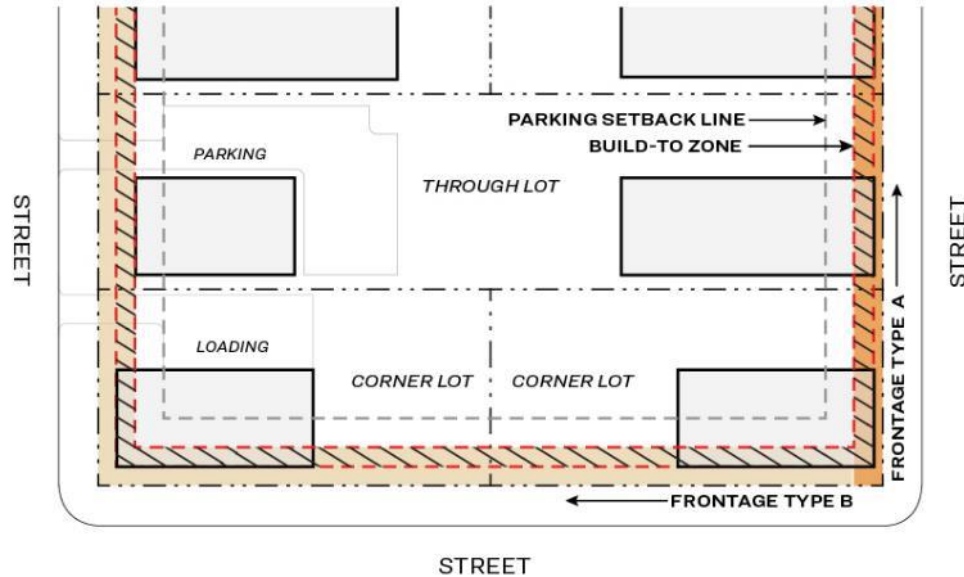 PARKING SETBACK LINE
BUILD-TO ZONE
PARKING
THROUGH LOT
STREET
STREET
LOADING
CORNER LOT
CORNER LOT
FRONTAGE TYPE A
FRONTAGE TYPE B
STREET